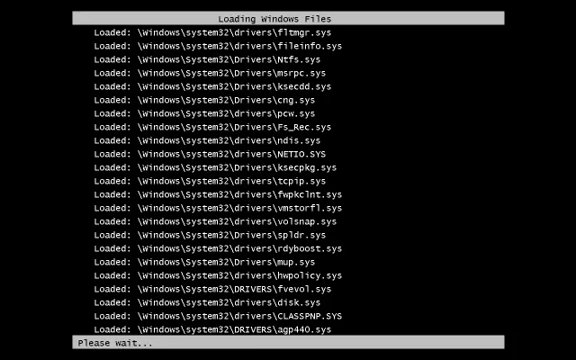 Loading Windows Files
Loaded: \Windows\system32\drivers\fltmgr.sys
Loaded: \Windows\system32\drivers\fileinfo.sys
Loaded: \Windows\System32\Drivers\Ntfs.sys
Loaded: \Windows\System32\Drivers\msrpc.sys
Loaded: \Windows\System32\Drivers\ksecdd.sys
Loaded: \Windows\System32\Drivers\cng.sys
Loaded: \Windows\System32\drivers\pcw.sys
Loaded: \Windows\System32\Drivers\Fs_Rec.sys
Loaded: \Windows\system32\drivers\ndis.sys
Loaded: \Windows\system32\drivers\NETIO.SYS
Loaded: \Windows\System32\Drivers\ksecpkg.sys
Loaded: \Windows\System32\drivers\tcpip.sys
Loaded: \Windows\System32\drivers\fwpkclnt.sys
Loaded: \Windows\system32\drivers\vmstorfl.sys
Loaded: \Windows\system32\drivers\volsnap.sys
Loaded: \Windows\System32\Drivers\spldr.sys
Loaded: \Windows\System32\drivers\rdyboost.sys
Loaded: \Windows\System32\Drivers\mup.sys
Loaded: \Windows\System32\drivers\hwpolicy.sys
Loaded: \Windows\System32\DRIVERS\fvevol.sys
Loaded: \Windows\system32\drivers\disk.sys
Loaded: \Windows\system32\drivers\CLASSPNP.SYS
Loaded: \Windows\system32\DRIVERS\agp440.sys
Please wait...